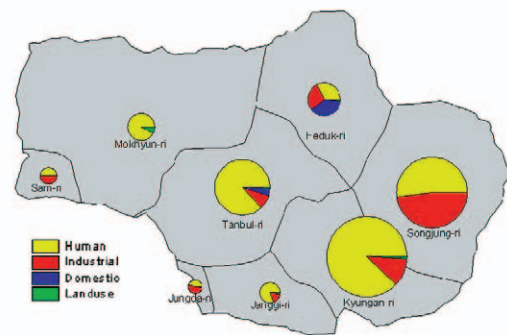 Heduk-ri
Mokhyun-ri
Sam-ri
Tanbul-ri
Songjung-ri
Human
Industrial
Domestic
Landuse
Jungda-ri
Janggi-ri
Kyungan-ri